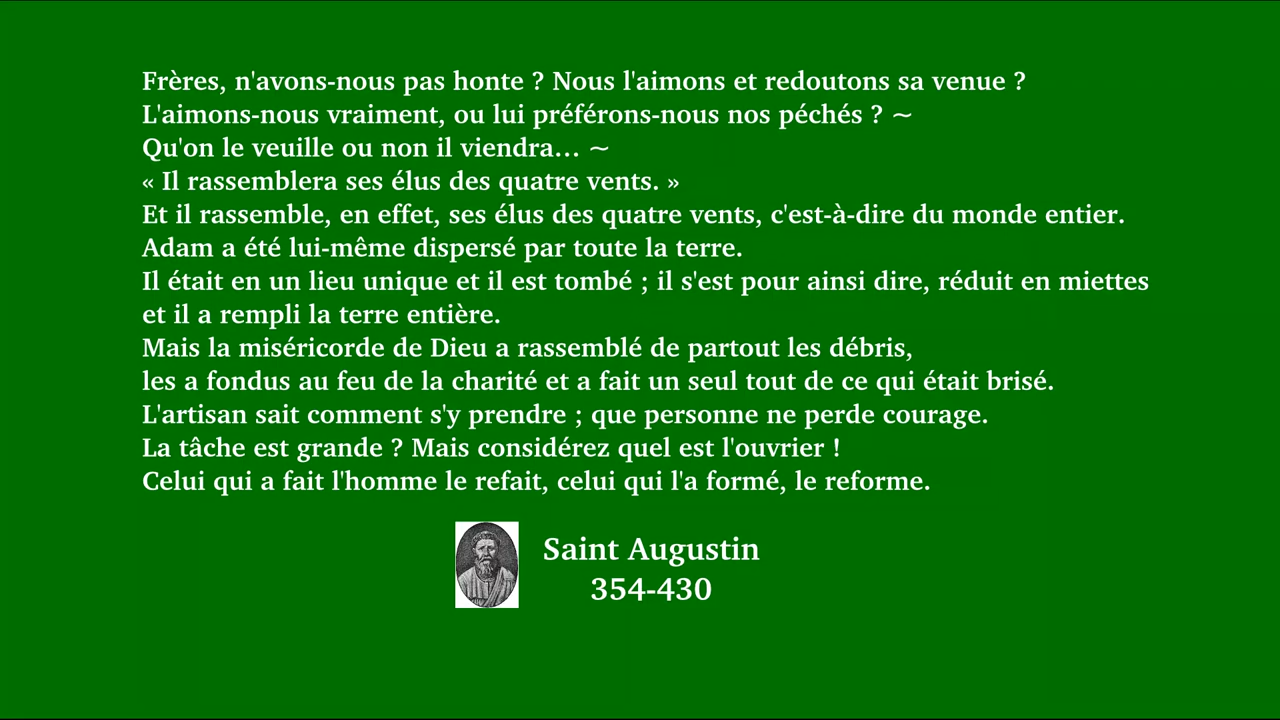 Frères, n'avons-nous pas honte ? Nous l'aimons et redoutons sa venue ?
L'aimons-nous vraiment, ou lui préférons-nous nos péchés ? ~
Qu'on le veuille ou non il viendra… ~
« Il rassemblera ses élus des quatre vents. »
Et il rassemble, en effet, ses élus des quatre vents, c'est-à-dire du monde entier.
Adam a été lui-même dispersé par toute la terre.
Il était en un lieu unique et il est tombé ; il s'est pour ainsi dire, réduit en miettes
et il a rempli la terre entière.
Mais la miséricorde de Dieu a rassemblé de partout les débris,
les a fondus au feu de la charité et a fait un seul tout de ce qui était brisé.
L'artisan sait comment s'y prendre ; que personne ne perde courage.
La tâche est grande ? Mais considérez quel est l'ouvrier !
Celui qui a fait l'homme le refait, celui qui l'a formé, le reforme.
Saint Augustin
354-430